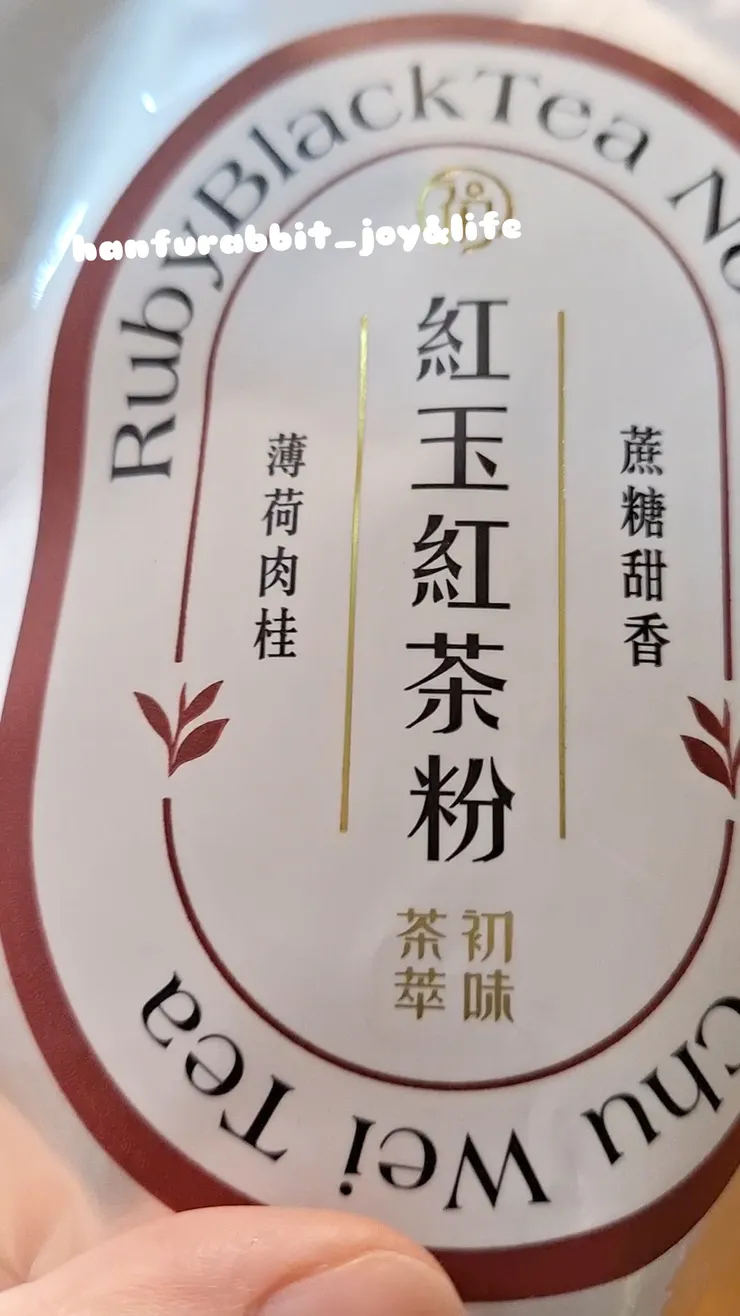 RubyBlackTea No
hanfurabbit_joy&life
紅玉紅茶粉
蔗糖甜香
薄荷肉桂
初味
茶萃
Chu Wei Tea